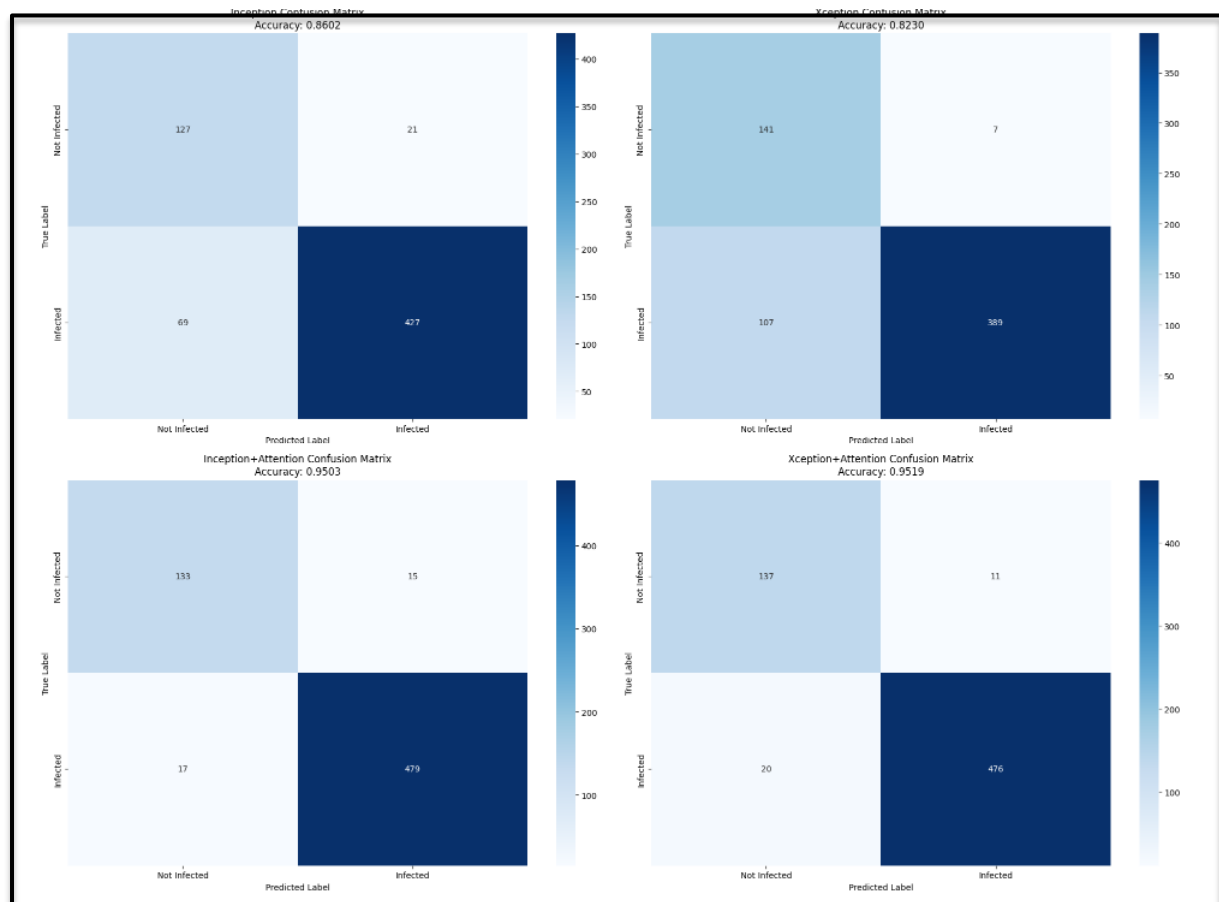 Inception Confusion Matrix
Accuracy: 0.8602
400
350
300
250
200
150
100
50
Not Infected
Infected
True Label
127
21
69
427
Not Infected
Infected
Predicted Label
Xception Confusion Matrix
Accuracy: 0.8230
350
300
250
200
150
100
50
Not Infected
Infected
True Label
141
7
107
389
Not Infected
Infected
Predicted Label
Inception+Attention Confusion Matrix
Accuracy: 0.9503
400
300
200
100
Not Infected
Infected
True Label
133
15
17
479
Not Infected
Infected
Predicted Label
Xception+Attention Confusion Matrix
Accuracy: 0.9519
400
300
200
100
Not Infected
Infected
True Label
137
11
20
476
Not Infected
Infected
Predicted Label